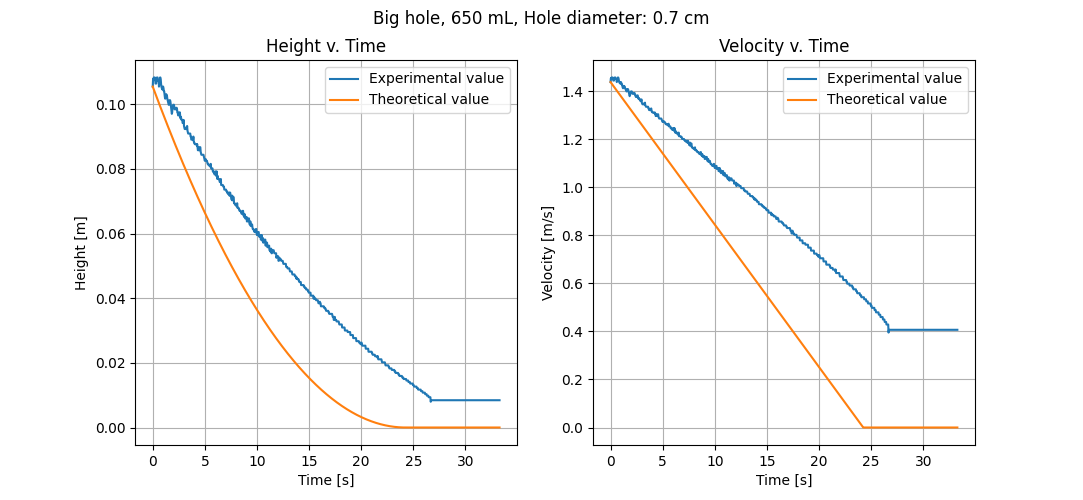 Big hole, 650 mL, Hole diameter: 0.7 cm
Height v. Time
Experimental value
Theoretical value
Height [m]
0.10
0.08
0.06
0.04
0.02
0.00
0 5 10 15 20 25 30
Time [s]
Velocity v. Time
Experimental value
Theoretical value
Velocity [m/s]
1.4
1.2
1.0
0.8
0.6
0.4
0.2
0.0
0 5 10 15 20 25 30
Time [s]